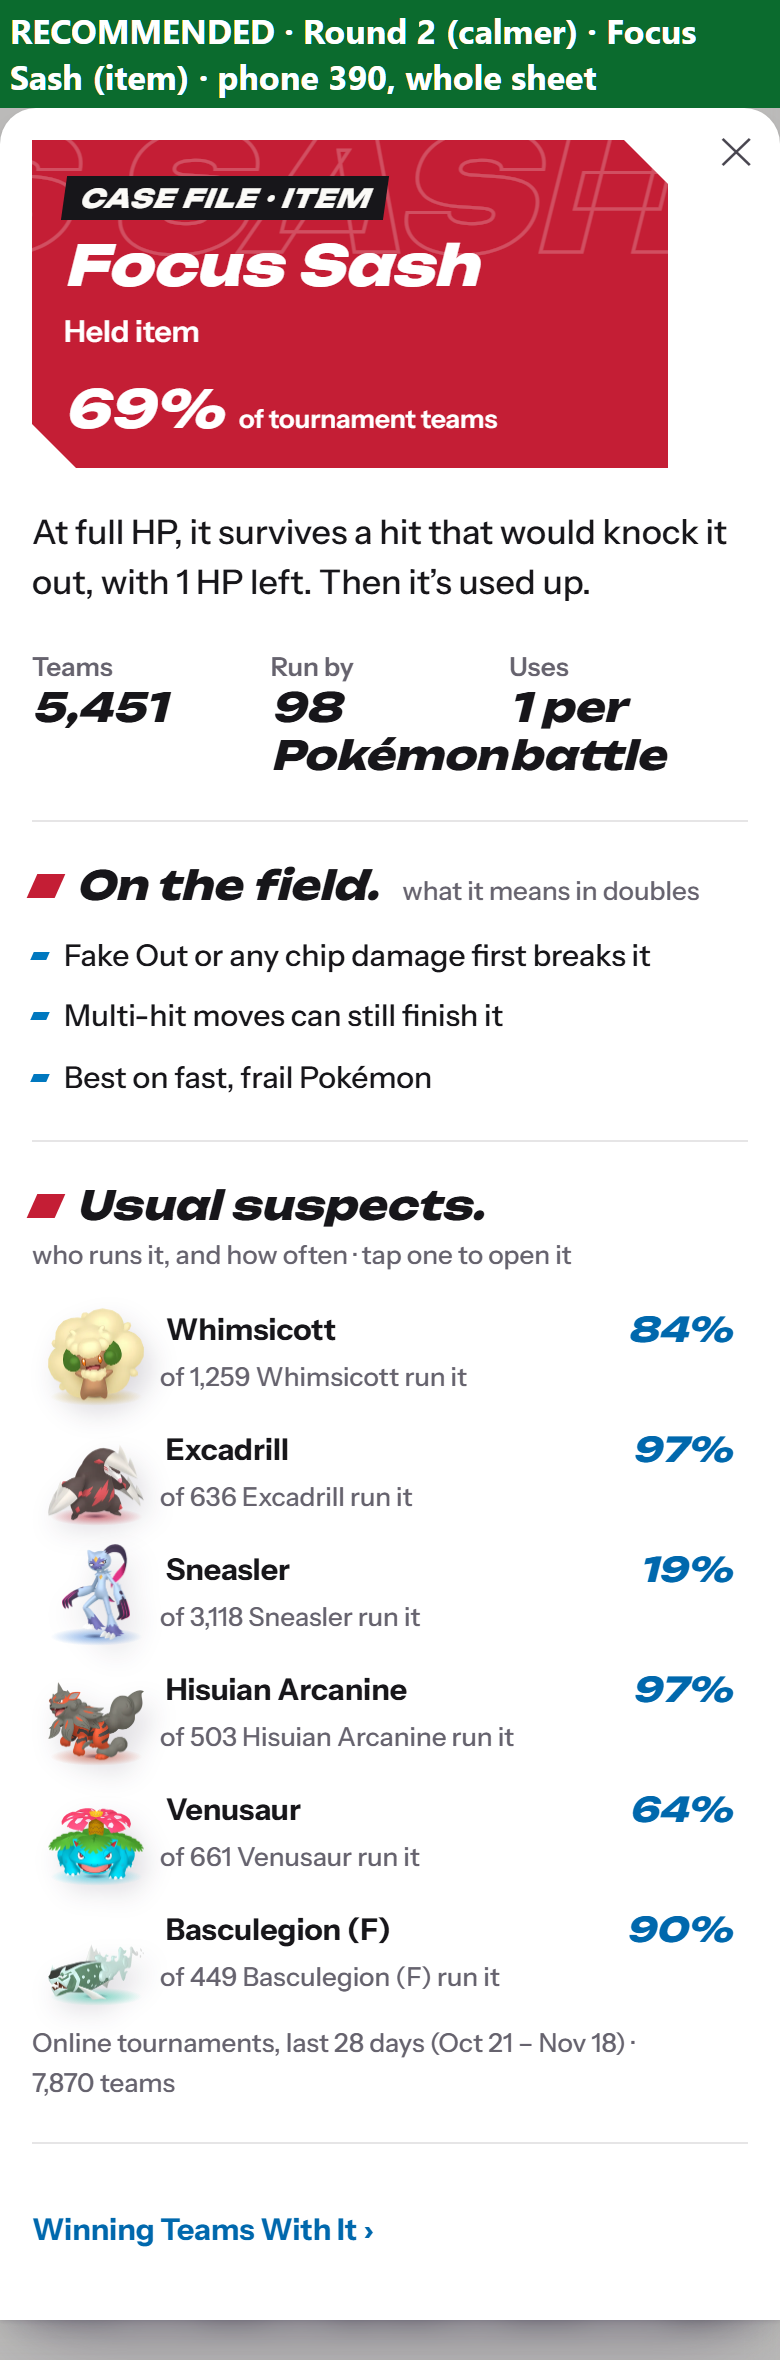 RECOMMENDED · Round 2 (calmer) · Focus
Sash (item) · phone 390, whole sheet
S SASH
CASE FILE · ITEM
Focus Sash
Held item
69% of tournament teams
At full HP, it survives a hit that would knock it
out, with 1 HP left. Then it’s used up.
Teams
5,451
Run by
98
Pokémon
Uses
1 per
battle
On the field. what it means in doubles
Fake Out or any chip damage first breaks it
Multi-hit moves can still finish it
Best on fast, frail Pokémon
Usual suspects.
who runs it, and how often · tap one to open it
Whimsicott 84%
of 1,259 Whimsicott run it
Excadrill 97%
of 636 Excadrill run it
Sneasler 19%
of 3,118 Sneasler run it
Hisuian Arcanine 97%
of 503 Hisuian Arcanine run it
Venusaur 64%
of 661 Venusaur run it
Basculegion (F) 90%
of 449 Basculegion (F) run it
Online tournaments, last 28 days (Oct 21 – Nov 18) ·
7,870 teams
Winning Teams With It ›